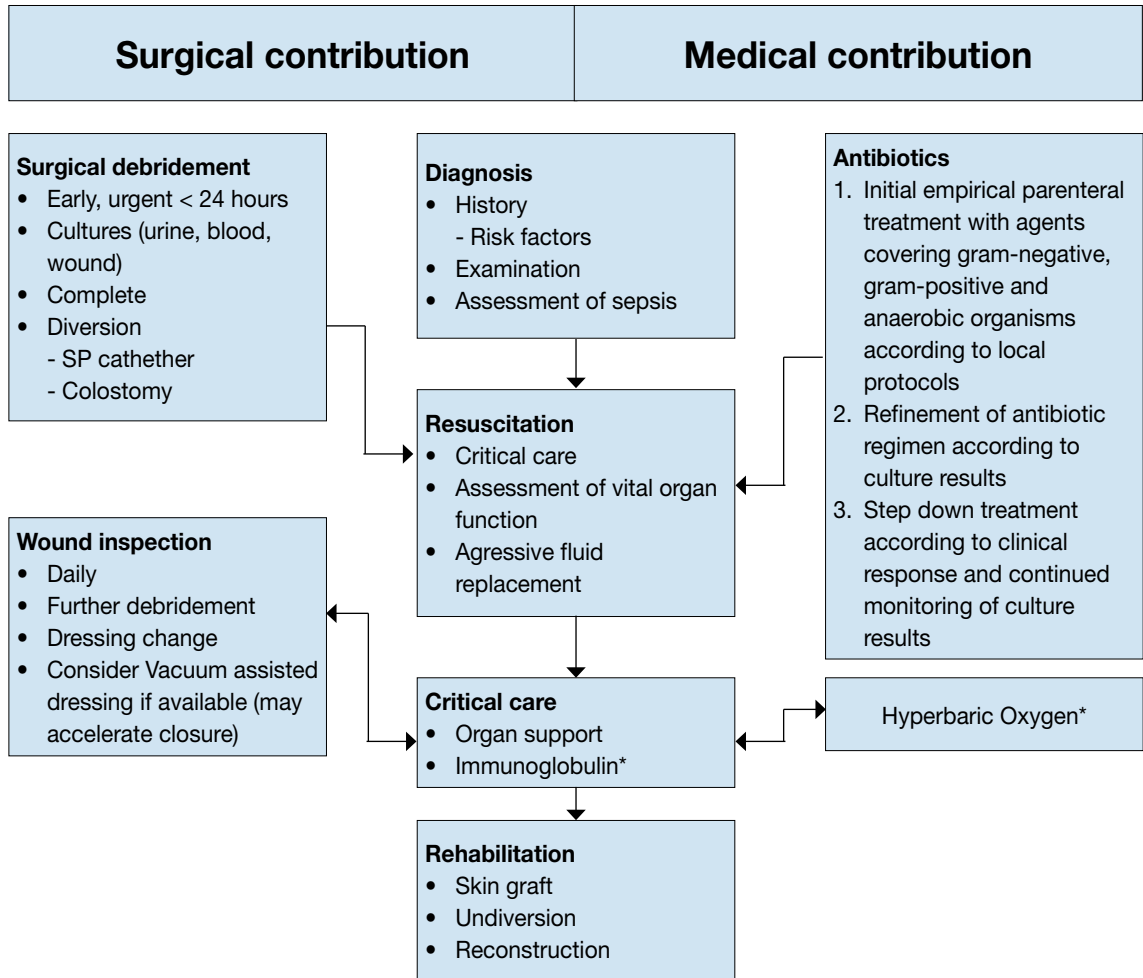 Surgical contribution
Medical contribution
Surgical debridement
• Early, urgent < 24 hours
• Cultures (urine, blood,
wound)
• Complete
• Diversion
- SP cathether
- Colostomy
Diagnosis
• History
- Risk factors
• Examination
• Assessment of sepsis
Antibiotics
1. Initial empirical parenteral
treatment with agents
covering gram-negative,
gram-positive and
anaerobic organisms
according to local
protocols
2. Refinement of antibiotic
regimen according to
culture results
3. Step down treatment
according to clinical
response and continued
monitoring of culture
results
Resuscitation
• Critical care
• Assessment of vital organ
function
• Agressive fluid
replacement
Wound inspection
• Daily
• Further debridement
• Dressing change
• Consider Vacuum assisted
dressing if available (may
accelerate closure)
Critical care
• Organ support
• Immunoglobulin*
Hyperbaric Oxygen*
Rehabilitation
• Skin graft
• Undiversion
• Reconstruction